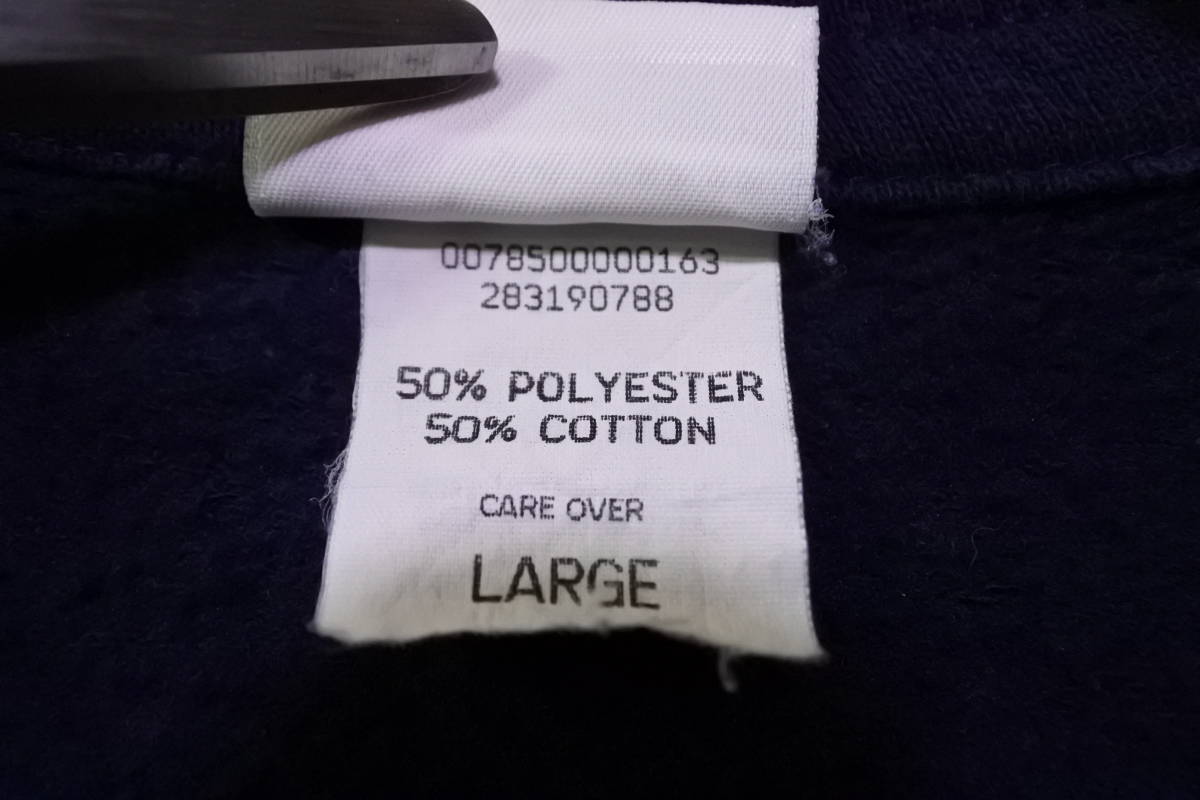 0078500000163
283190788
50% POLYESTER
50% COTTON
CARE OVER
LARGE